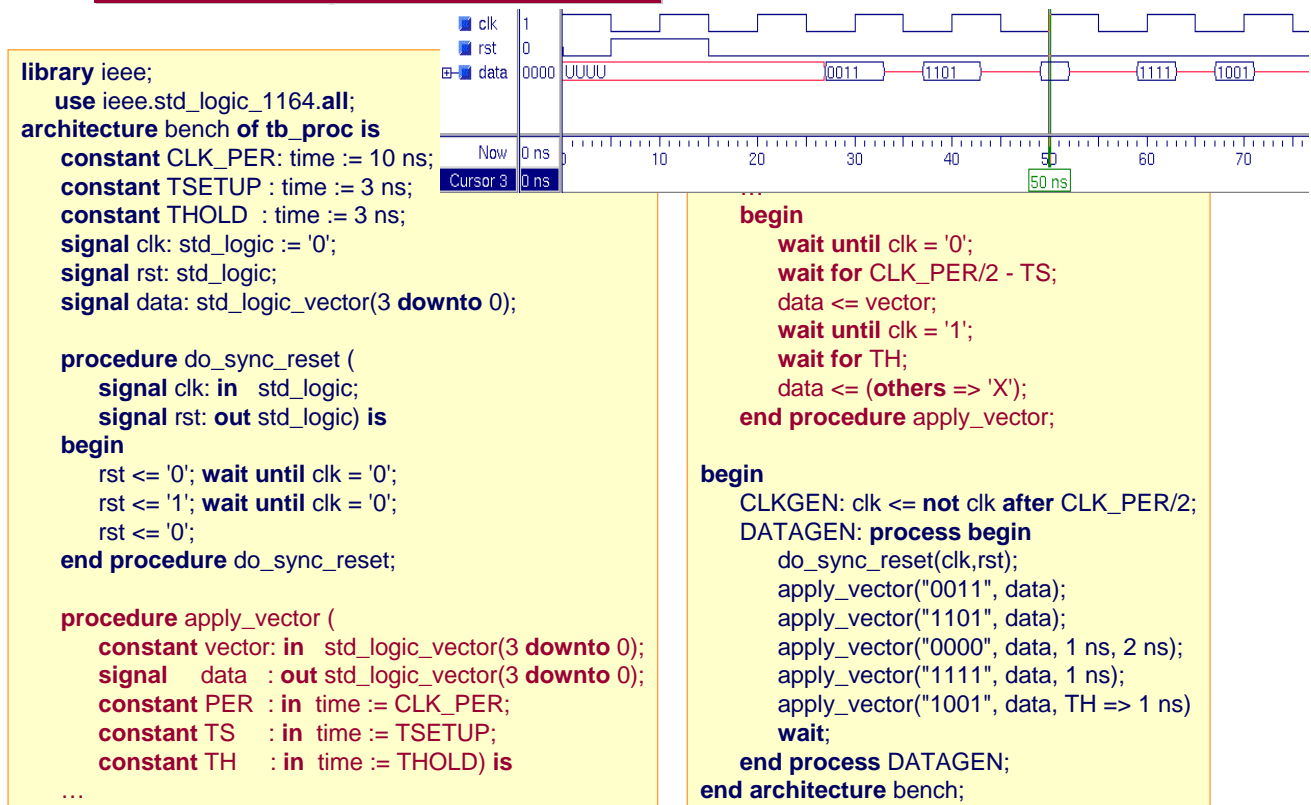 clk 1
rst 0
data 0000 UUUU 0011 1101 1111 1001
Now 0 ns 0 10 20 30 40 50 60 70
Cursor 3 0 ns 50 ns
library ieee;
use ieee.std_logic_1164.all;
architecture bench of tb_proc is
constant CLK_PER: time := 10 ns;
constant TSETUP : time := 3 ns;
constant THOLD : time := 3 ns;
signal clk: std_logic := '0';
signal rst: std_logic;
signal data: std_logic_vector(3 downto 0);
procedure do_sync_reset (
signal clk: in std_logic;
signal rst: out std_logic) is
begin
rst <= '0'; wait until clk = '0';
rst <= '1'; wait until clk = '0';
rst <= '0';
end procedure do_sync_reset;
procedure apply_vector (
constant vector: in std_logic_vector(3 downto 0);
signal data : out std_logic_vector(3 downto 0);
constant PER : in time := CLK_PER;
constant TS : in time := TSETUP;
constant TH : in time := THOLD) is
…
…
begin
wait until clk = '0';
wait for CLK_PER/2 - TS;
data <= vector;
wait until clk = '1';
wait for TH;
data <= (others => 'X');
end procedure apply_vector;
begin
CLKGEN: clk <= not clk after CLK_PER/2;
DATAGEN: process begin
do_sync_reset(clk,rst);
apply_vector("0011", data);
apply_vector("1101", data);
apply_vector("0000", data, 1 ns, 2 ns);
apply_vector("1111", data, 1 ns);
apply_vector("1001", data, TH => 1 ns)
wait;
end process DATAGEN;
end architecture bench;